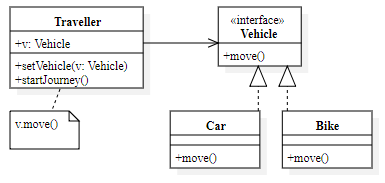 Traveller
+v: Vehicle
+setVehicle(v: Vehicle)
+startJourney()
v.move()
«interface»
Vehicle
+move()
Car
+move()
Bike
+move()